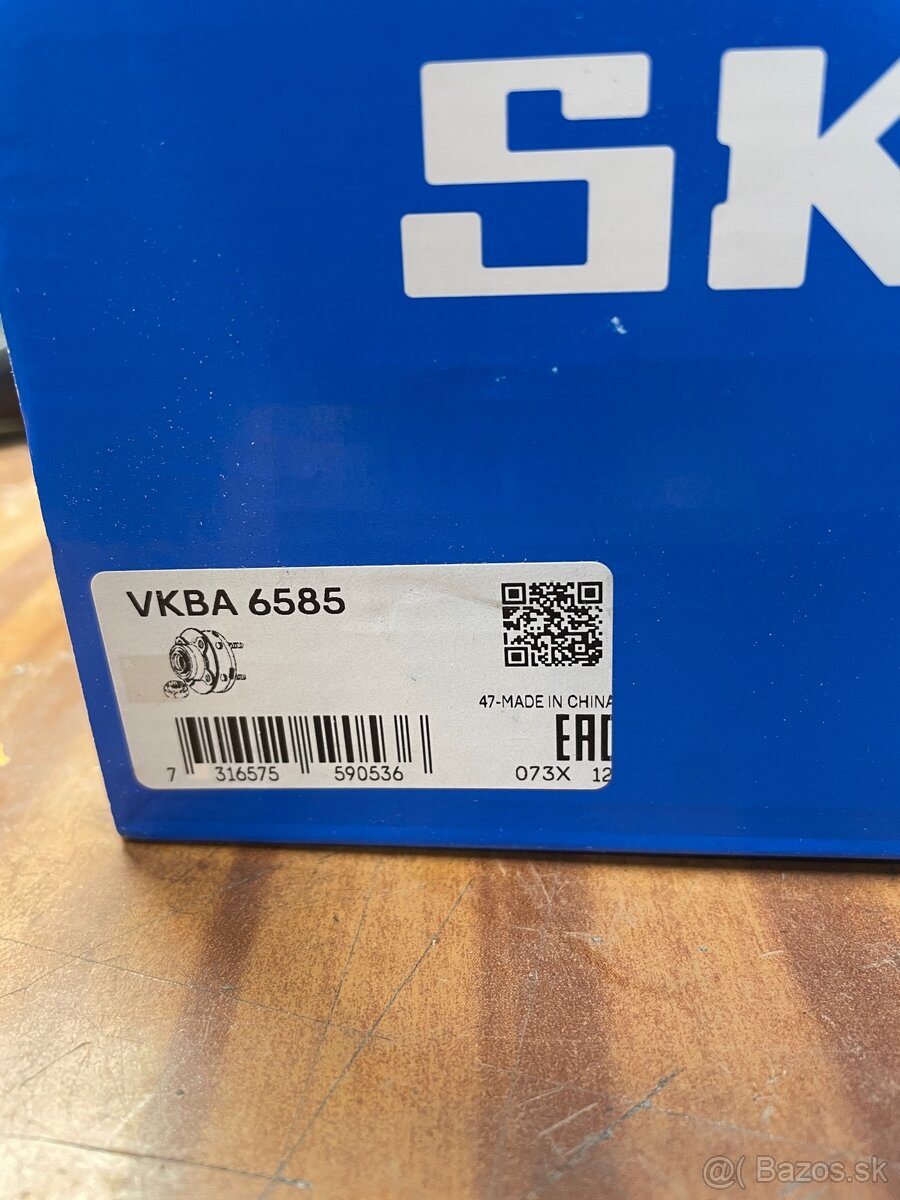 SK
VKBA 6585
47-MADE IN CHINA
EAC
7 316575 590536
073X 12
@( Bazos.sk